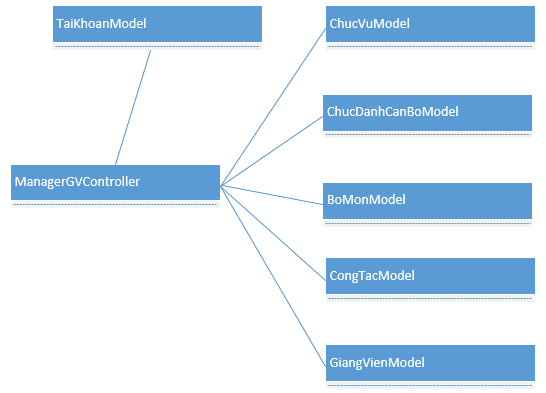 TaiKhoanModel
ChucVuModel
ChucDanhCanBoModel
ManagerGVController
BoMonModel
CongTacModel
GiangVienModel